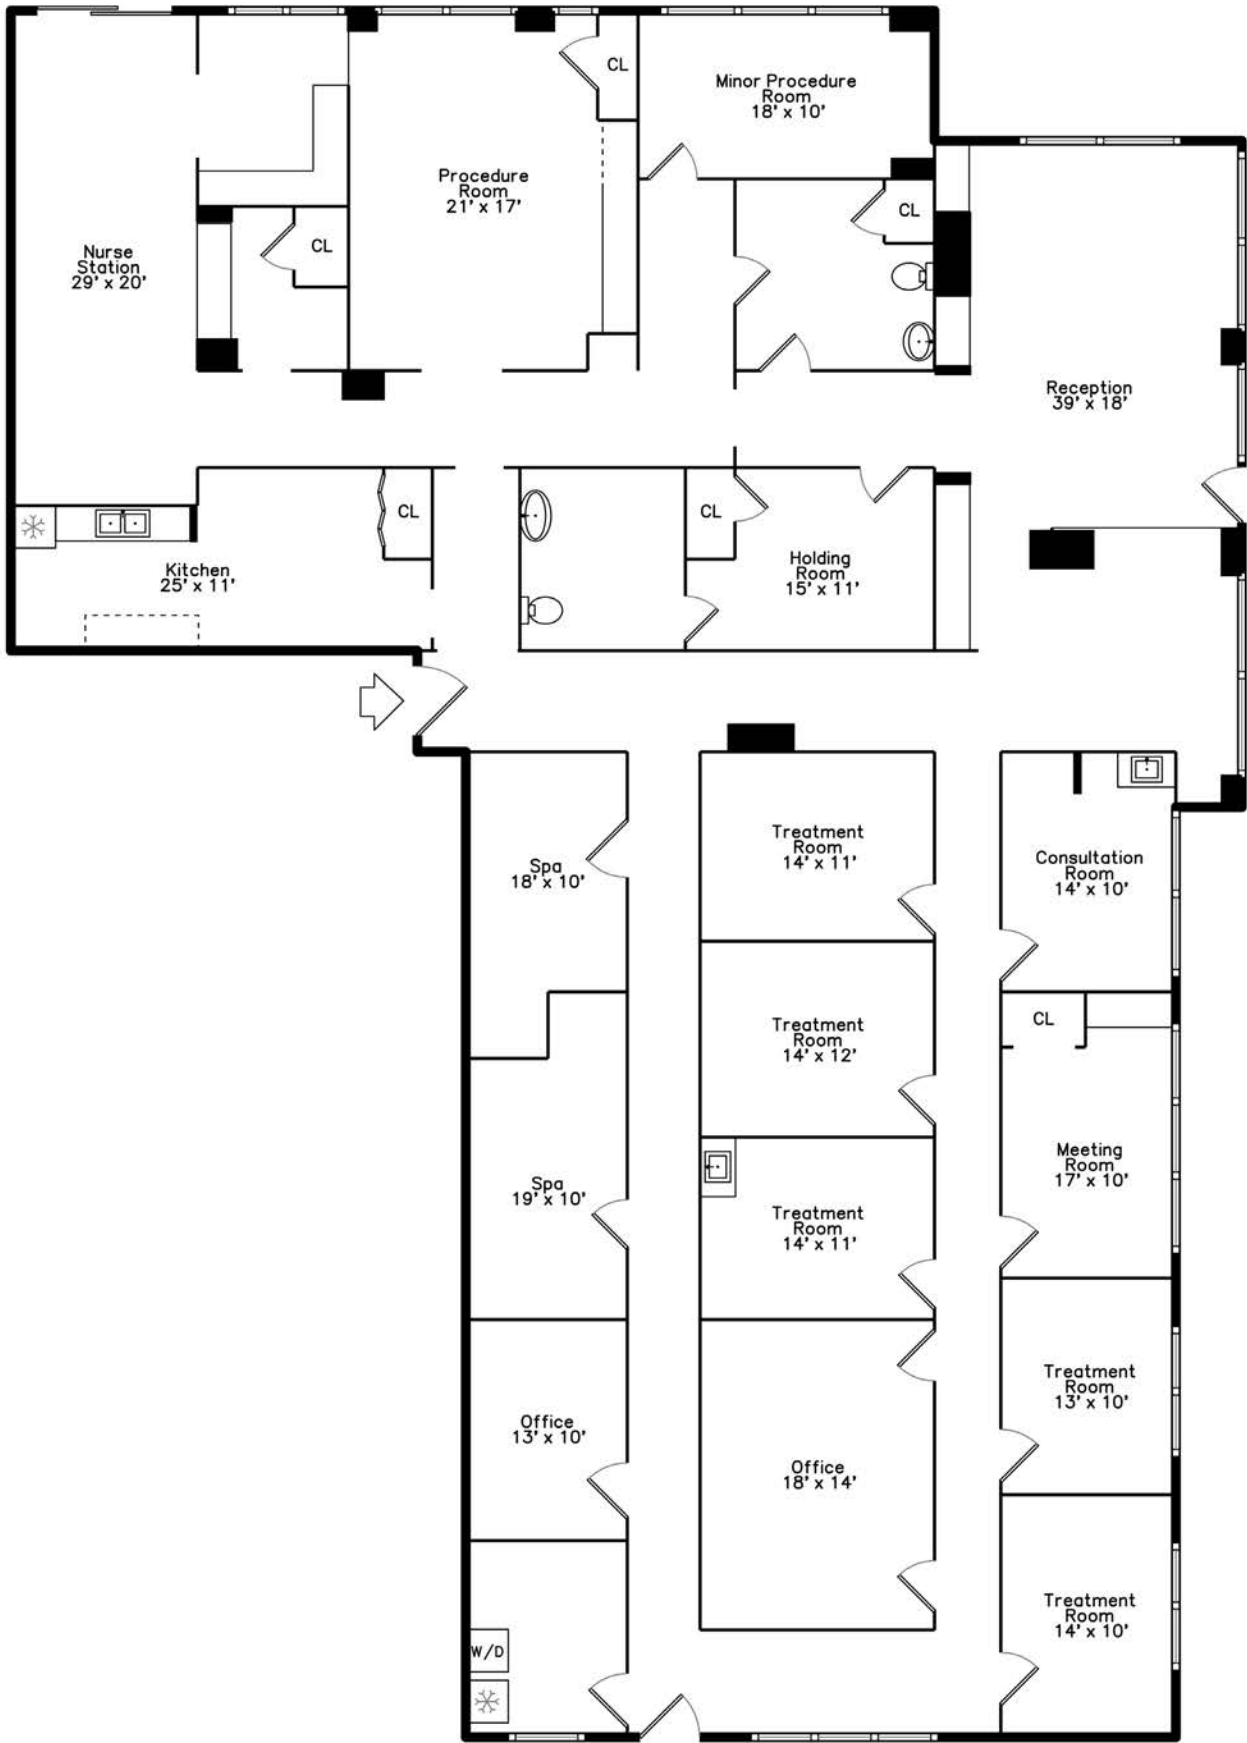 CL
Minor Procedure
Room
18' x 10'
Procedure
Room
21' x 17'
CL
CL
Nurse
Station
29' x 20'
Reception
39' x 18'
CL
CL
Holding
Room
15' x 11'
Kitchen
25' x 11'
Treatment
Room
14' x 11'
Spa
18' x 10'
Consultation
Room
14' x 10'
CL
Treatment
Room
14' x 12'
Meeting
Room
17' x 10'
Spa
19' x 10'
Treatment
Room
14' x 11'
Treatment
Room
13' x 10'
Office
13' x 10'
Office
18' x 14'
Treatment
Room
14' x 10'
W/D